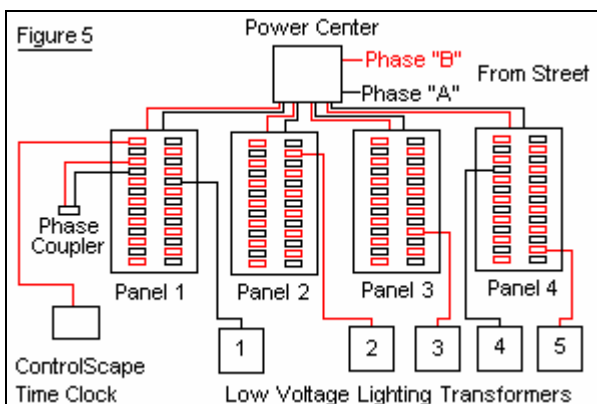 Figure 5
Power Center
Phase "B"
Phase "A"
From Street
Phase
Coupler
Panel 1
Panel 2
Panel 3
Panel 4
1
2
3
4
5
ControlScape
Time Clock
Low Voltage Lighting Transformers